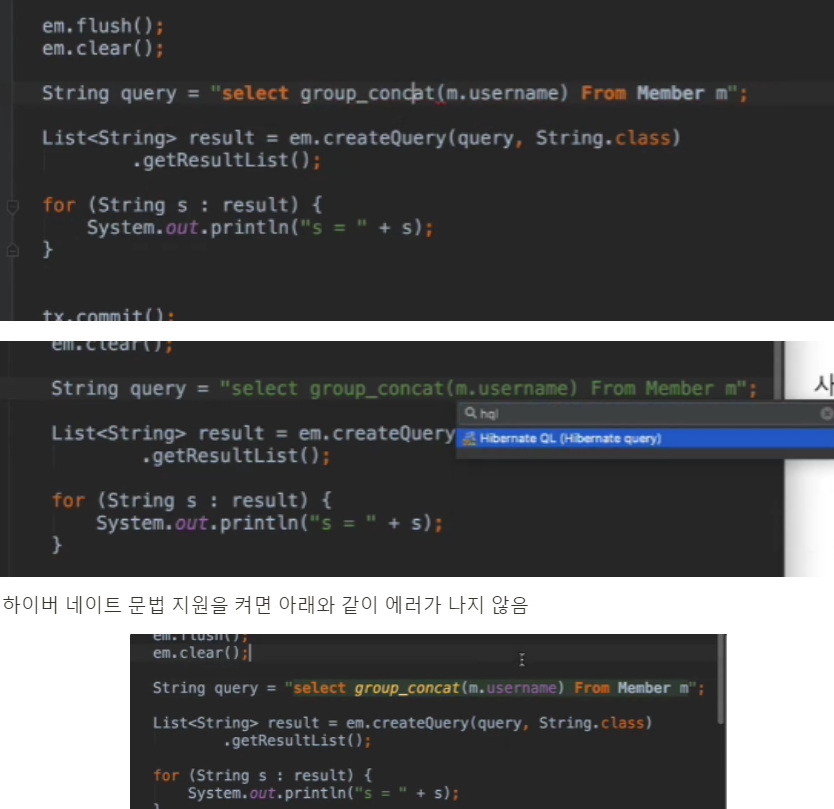 em.flush();
em.clear();
String query = "select group_concat(m.username) From Member m";
List<String> result = em.createQuery(query, String.class)
.getResultList();
for (String s : result) {
System.out.println("s = " + s);
}
tx.commit();
em.clear();
String query = "select group_concat(m.username) From Member m";
사
hql
List<String> result = em.createQuery
Hibernate QL (Hibernate query)
.getResultList();
for (String s : result) {
System.out.println("s = " + s);
}
하이버 네이트 문법 지원을 켜면 아래와 같이 에러가 나지 않음
em.flush();
em.clear();
String query = "select group_concat(m.username) From Member m";
List<String> result = em.createQuery(query, String.class)
.getResultList();
for (String s : result) {
System.out.println("s = " + s);
}